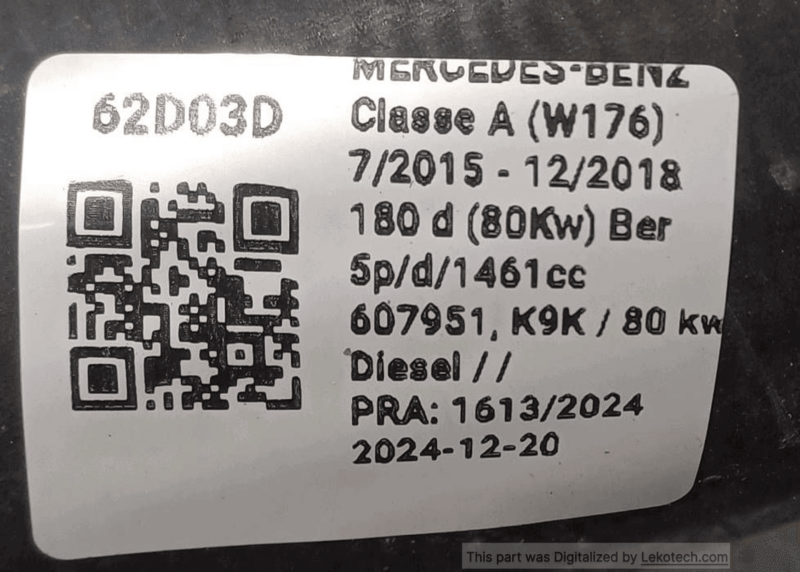 62D03D
MERCEDES-BENZ
Classe A (W176)
7/2015 - 12/2018
180 d (80Kw) Ber
5p/d/1461cc
607951, K9K / 80 kw
Diesel //
PRA: 1613/2024
2024-12-20
This part was Digitalized by Lekotech.com